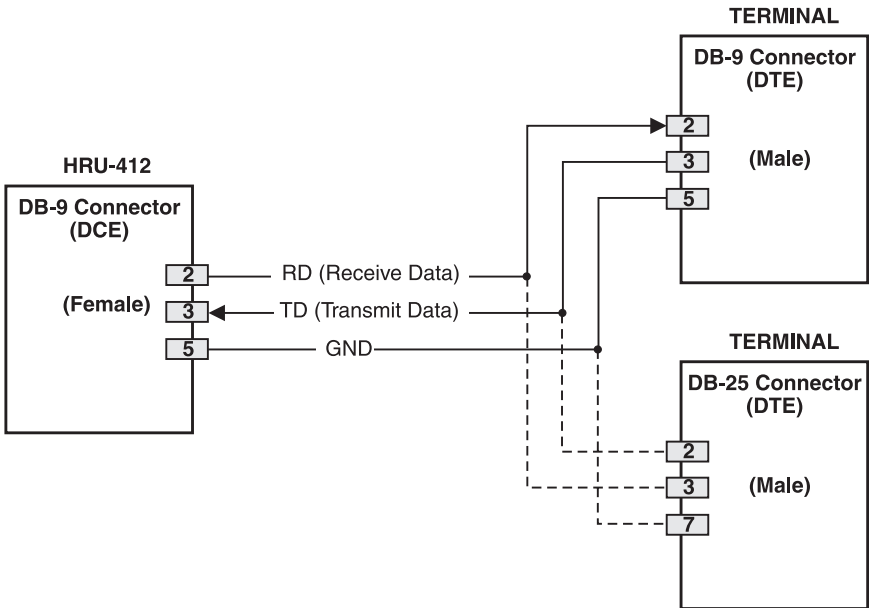 HRU-412
DB-9 Connector
(DCE)
(Female)
2
3
5
RD (Receive Data)
TD (Transmit Data)
GND
TERMINAL
DB-9 Connector
(DTE)
2
3
5
(Male)
TERMINAL
DB-25 Connector
(DTE)
2
3
7
(Male)